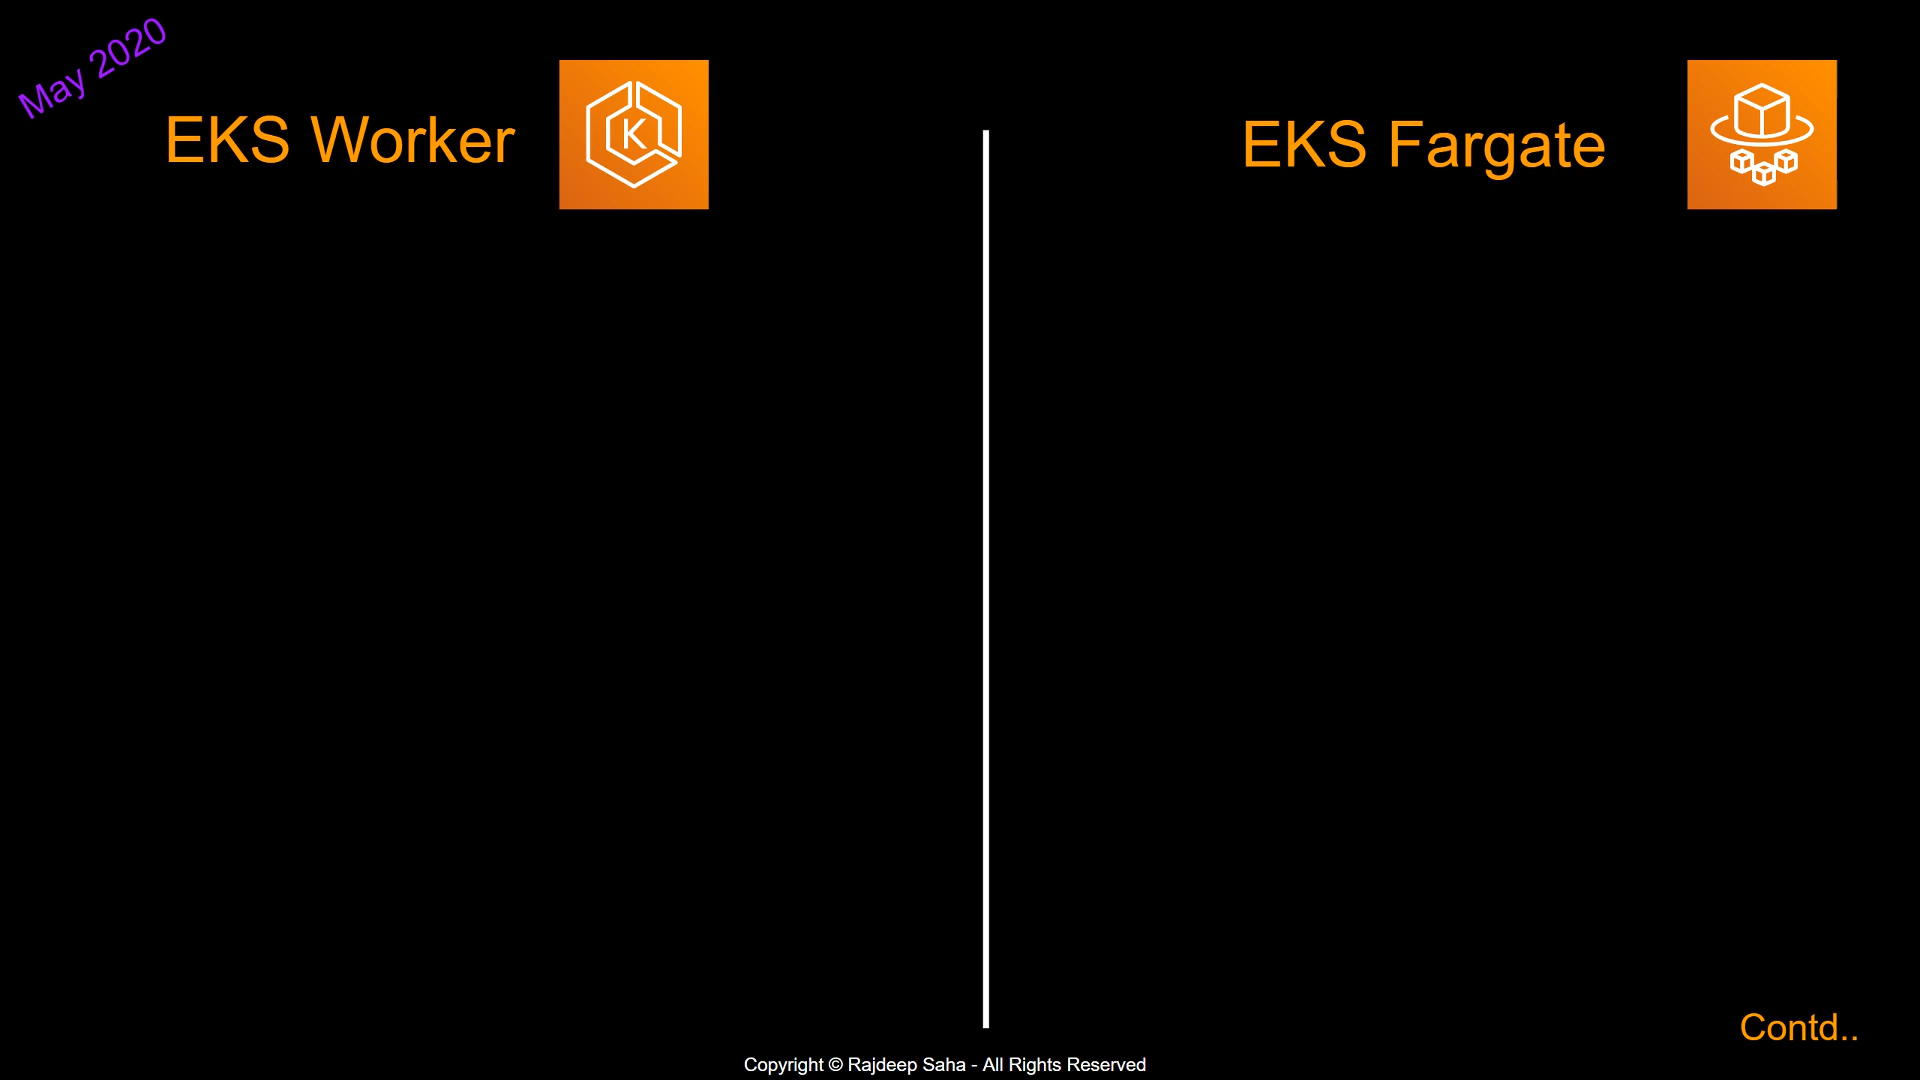 May 2020
EKS Worker
K
EKS Fargate
Contd..
Copyright © Rajdeep Saha - All Rights Reserved